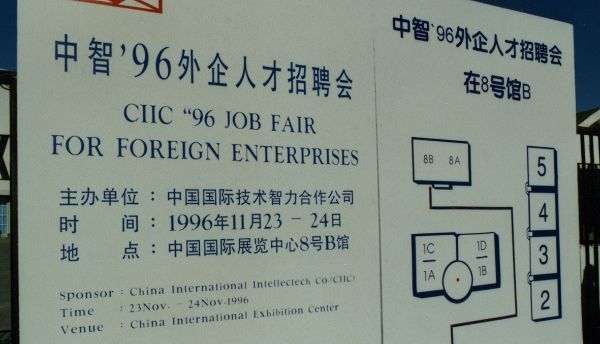 中智’96外企人才招聘会
CIIC “96 JOB FAIR
FOR FOREIGN ENTERPRISES
主办单位：中国国际技术智力合作公司
时 间：1996年11月23－24日
地 点：中国国际展览中心8号B馆
Sponsor : China International Intellectech Co.(CIIC)
Time : 23Nov. – 24Nov.1996
Venue : China International Exhibition Center
中智‘96外企人才招聘会
在8号馆B
8B 8A
5
4
3
2
1C 1D
1A 1B